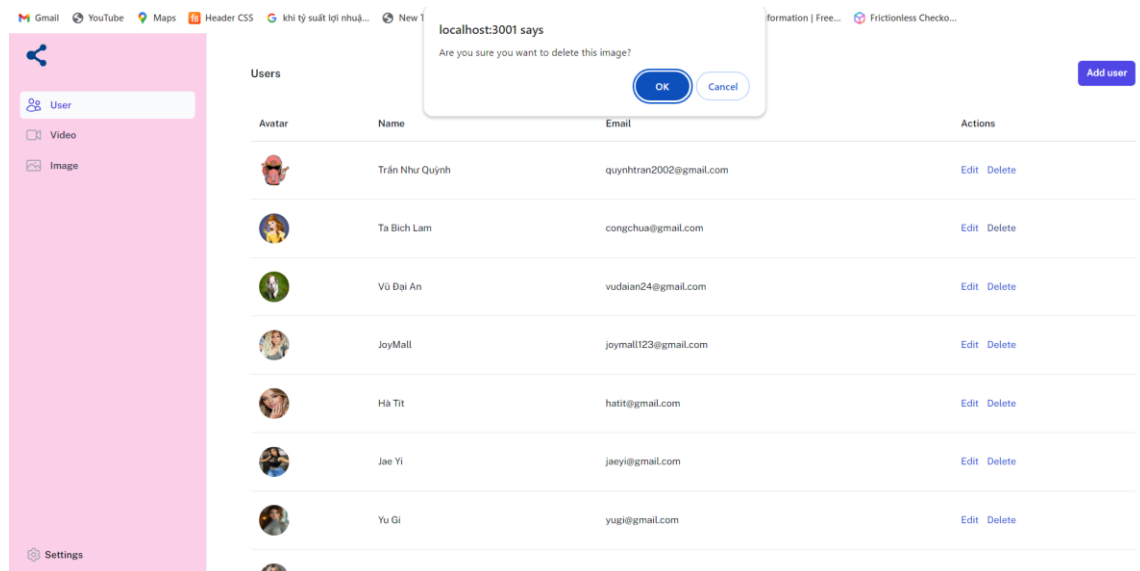 Gmail YouTube Maps Header CSS khi tỷ suất lợi nhuậ... New formation | Free... Frictionless Checko...
localhost:3001 says
Are you sure you want to delete this image?
OK Cancel
Users Add user
User
Video
Image
Avatar Name Email Actions
Trần Như Quỳnh quynhtran2002@gmail.com Edit Delete
Ta Bich Lam congchua@gmail.com Edit Delete
Vũ Đại An vudaian24@gmail.com Edit Delete
JoyMall joymall123@gmail.com Edit Delete
Hà Tít hatit@gmail.com Edit Delete
Jae Yi jaeyi@gmail.com Edit Delete
Yu Gi yugi@gmail.com Edit Delete
Settings